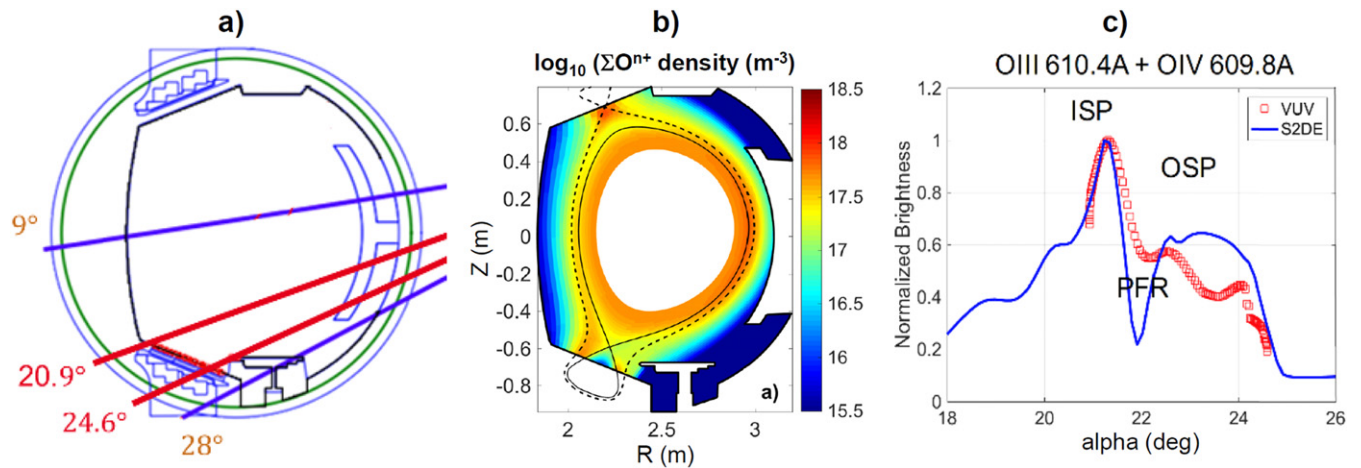 a)
9°
20.9°
24.6°
28°
b)
log₁₀ (ΣOⁿ⁺ density (m⁻³)
0.6
0.4
0.2
0
-0.2
-0.4
-0.6
-0.8
Z (m)
2
2.5
3
R (m)
a)
18.5
18
17.5
17
16.5
16
15.5
c)
OIII 610.4A + OIV 609.8A
ISP
OSP
PFR
VUV
S2DE
Normalized Brightness
1.2
1
0.8
0.6
0.4
0.2
0
18
20
22
24
26
alpha (deg)